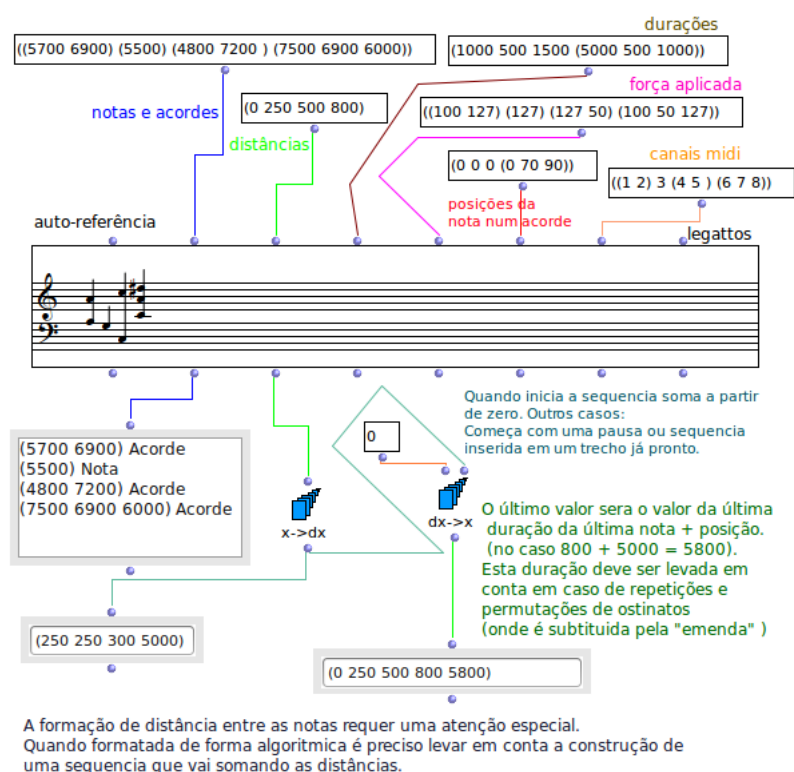 durações
((5700 6900) (5500) (4800 7200 ) (7500 6900 6000))
(1000 500 1500 (5000 500 1000))
força aplicada
notas e acordes
(0 250 500 800)
((100 127) (127) (127 50) (100 50 127))
distâncias
canais midi
(0 0 0 (0 70 90))
((1 2) 3 (4 5 ) (6 7 8))
posições da
nota num acorde
auto-referência
legattos
Quando inicia a sequencia soma a partir
de zero. Outros casos:
Começa com uma pausa ou sequencia
inserida em um trecho já pronto.
0
(5700 6900) Acorde
(5500) Nota
(4800 7200) Acorde
(7500 6900 6000) Acorde
x->dx
dx->x
O último valor sera o valor da última
duração da última nota + posição.
(no caso 800 + 5000 = 5800).
Esta duração deve ser levada em
conta em caso de repetições e
permutações de ostinatos
(onde é subtituida pela "emenda" )
(250 250 300 5000)
(0 250 500 800 5800)
A formação de distância entre as notas requer uma atenção especial.
Quando formatada de forma algoritmica é preciso levar em conta a construção de
uma sequencia que vai somando as distâncias.